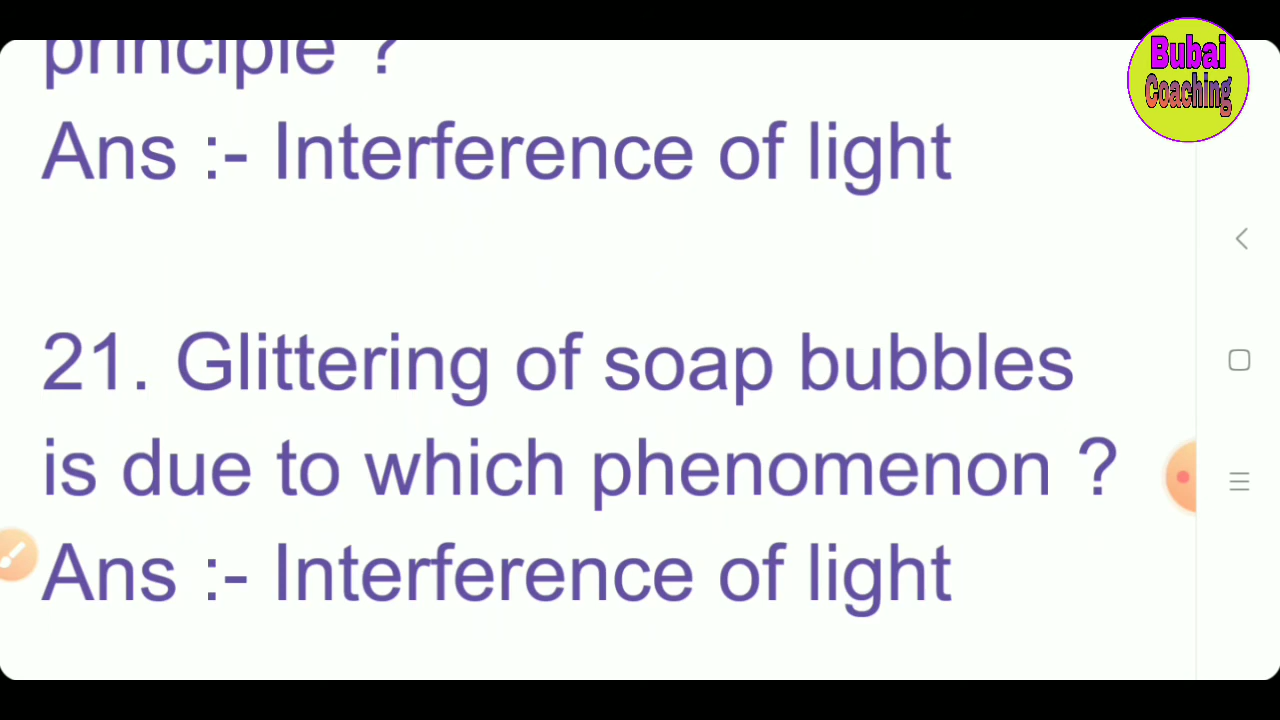 principle ?
Ans :- Interference of light
21. Glittering of soap bubbles
is due to which phenomenon ?
Ans :- Interference of light
Bubai
Coaching